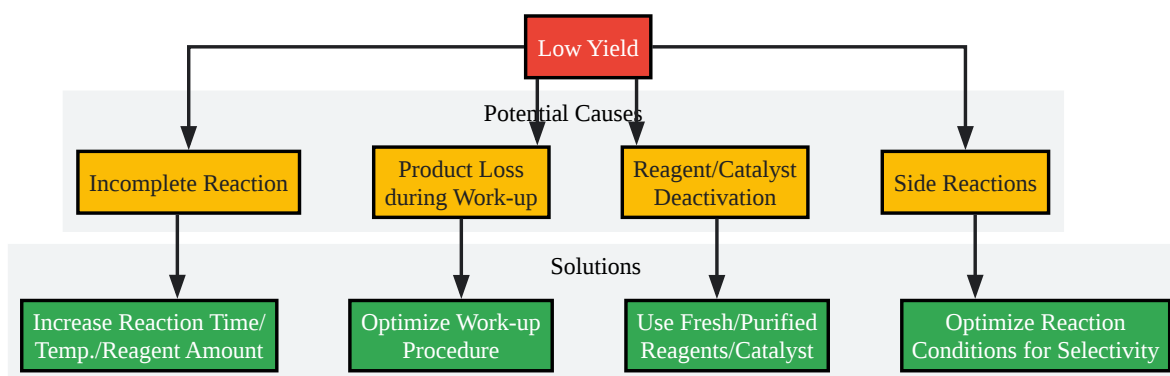 Low Yield
Potential Causes
Incomplete Reaction
Product Loss
during Work-up
Reagent/Catalyst
Deactivation
Side Reactions
Solutions
Increase Reaction Time/
Temp./Reagent Amount
Optimize Work-up
Procedure
Use Fresh/Purified
Reagents/Catalyst
Optimize Reaction
Conditions for Selectivity